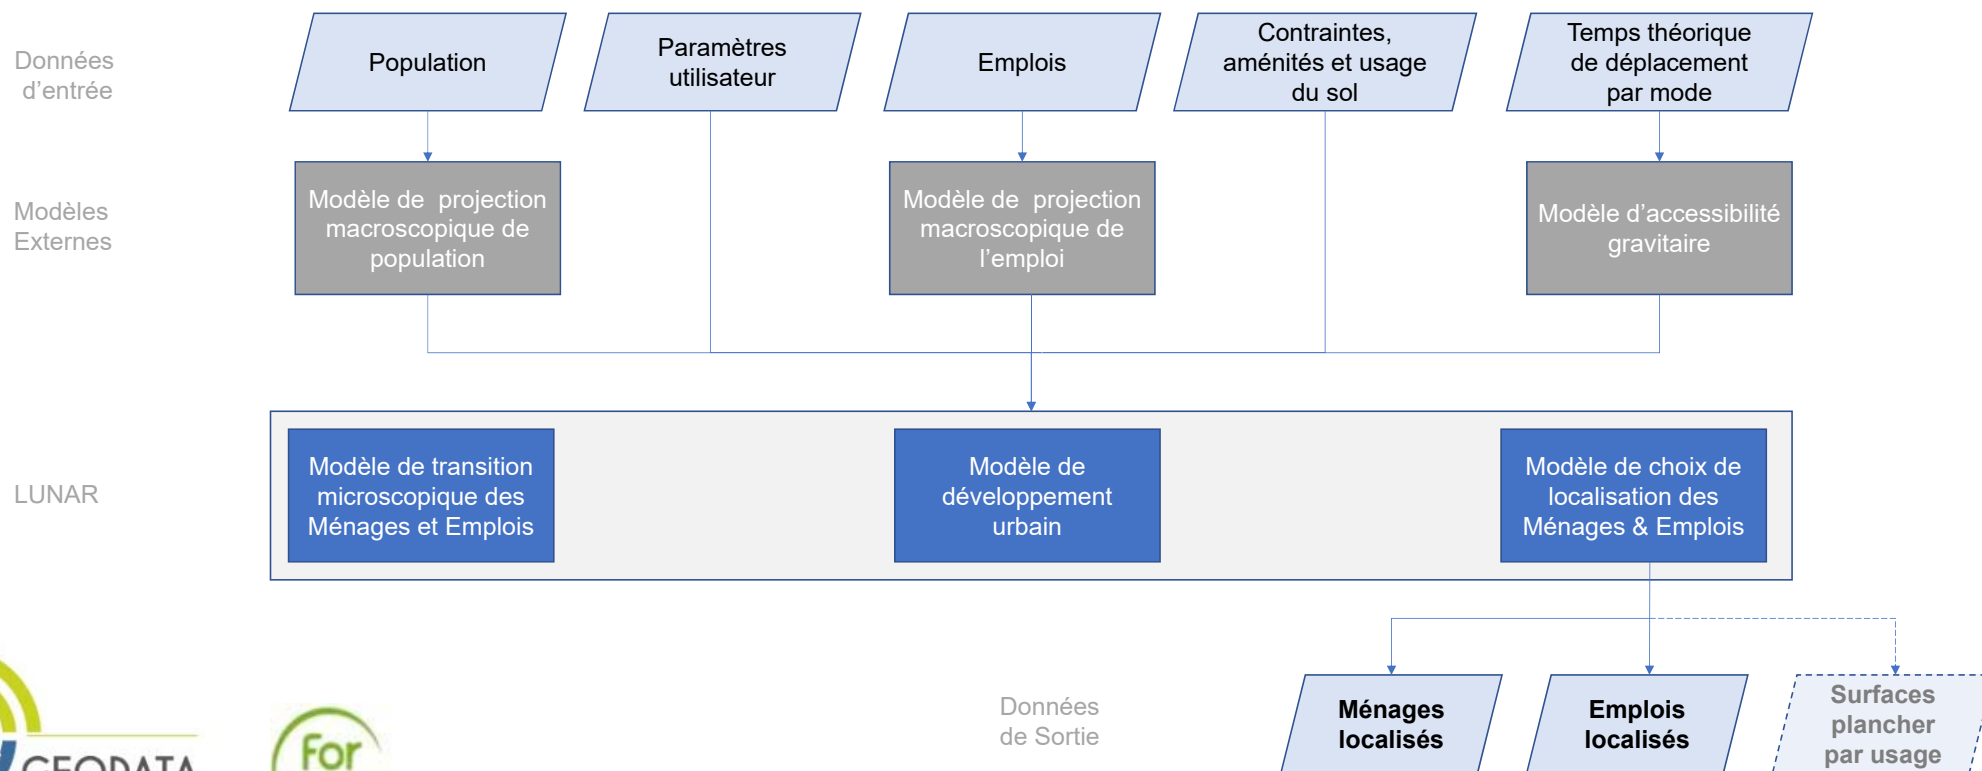 Données
d'entrée
Population
Paramètres
utilisateur
Emplois
Contraintes,
aménités et usage
du sol
Temps théorique
de déplacement
par mode
Modèles
Externes
Modèle de projection
macroscopique de
population
Modèle de projection
macroscopique de
l'emploi
Modèle d'accessibilité
gravitaire
LUNAR
Modèle de transition
microscopique des
Ménages et Emplois
Modèle de
développement
urbain
Modèle de choix de
localisation des
Ménages & Emplois
Données
de Sortie
Ménages
localisés
Emplois
localisés
Surfaces
plancher
par usage
GEODATA
For